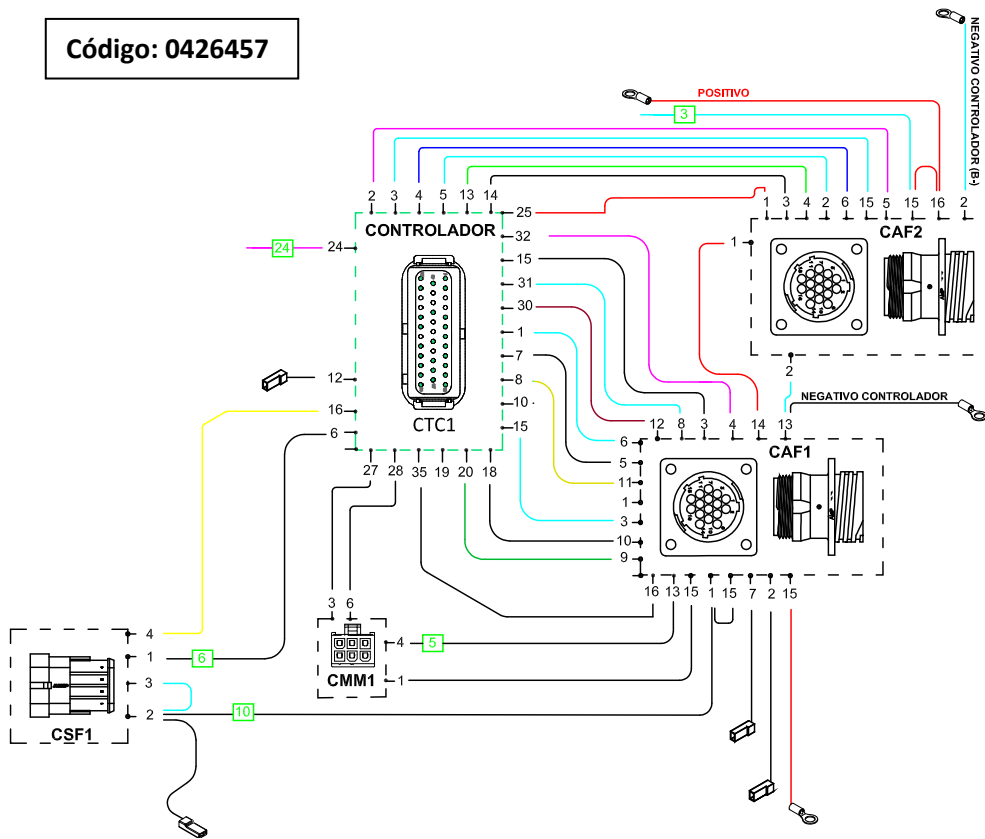 Código: 0426457
NEGATIVO CONTROLADOR (B-)
POSITIVO
3
2 3 4 5 13 14
1 3 4 2 6 15 5 15 16 2
25
CONTROLADOR
CAF2
32
1
24
24
15
31
30
1
2
7
12
8
NEGATIVO CONTROLADOR
10
16
CTC1
15
12 8 3 4 14 13
6
6
CAF1
27 28 35 19 20 18
5
11
1
3
10
9
16 13 15 1 15 7 2 15
3 6
4
4
5
1
6
CMM1
1
3
2
10
CSF1